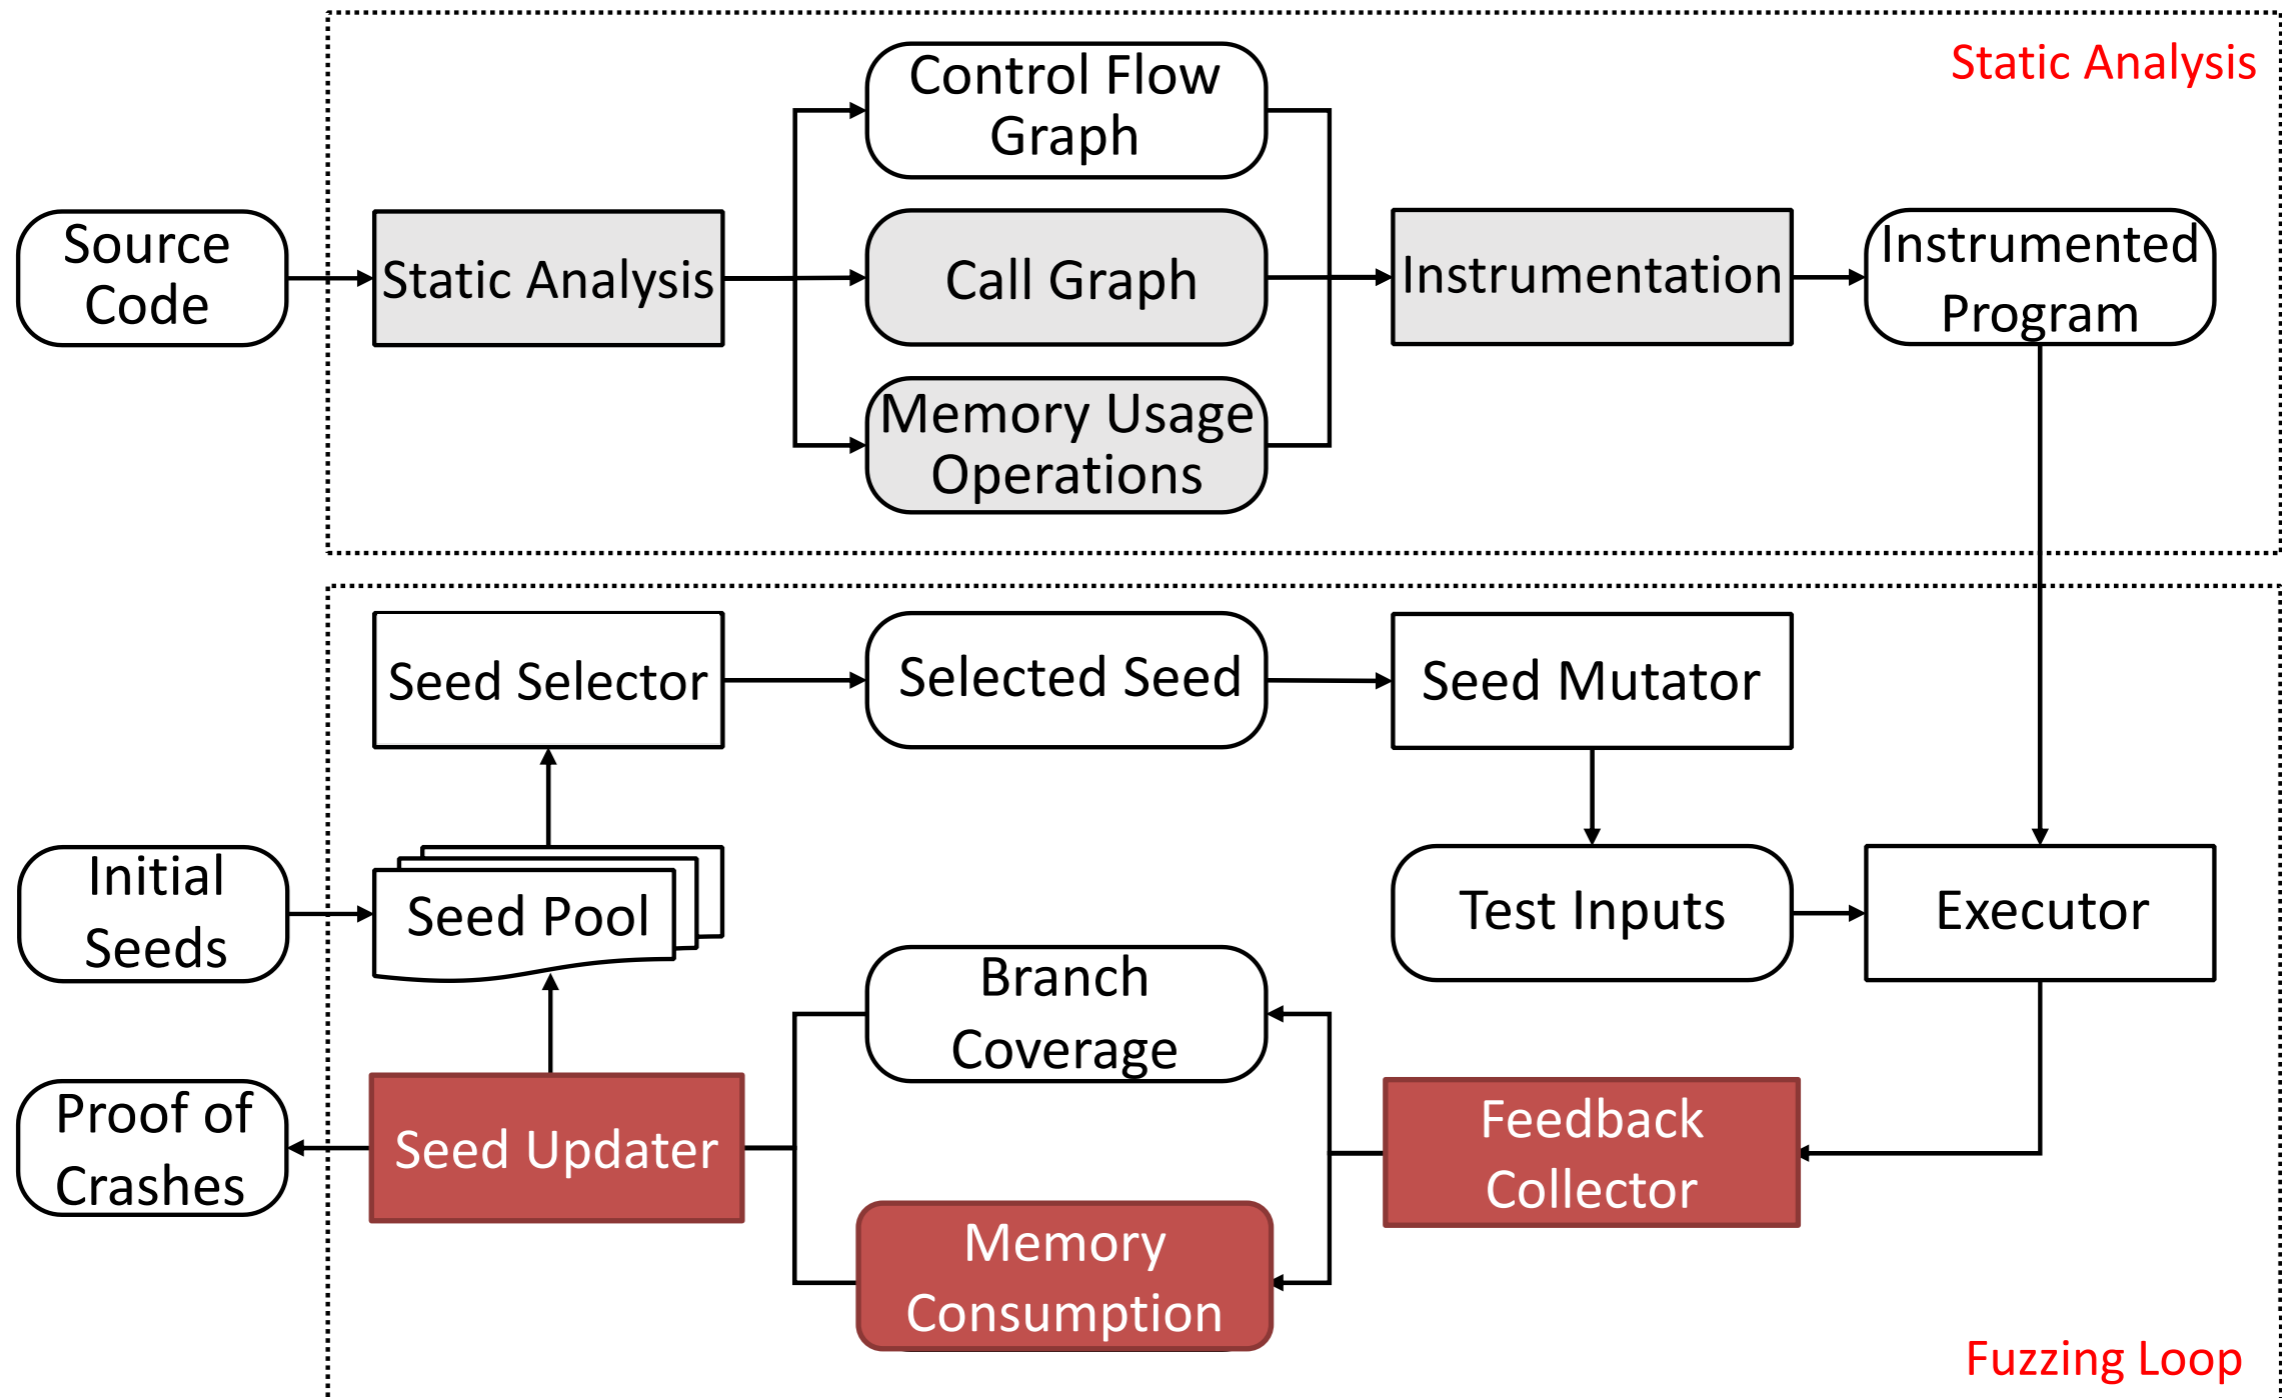 Static Analysis
Control Flow
Graph
Source
Code
Static Analysis
Call Graph
Instrumentation
Instrumented
Program
Memory Usage
Operations
Seed Selector
Selected Seed
Seed Mutator
Initial
Seeds
Seed Pool
Test Inputs
Executor
Branch
Coverage
Proof of
Crashes
Seed Updater
Feedback
Collector
Memory
Consumption
Fuzzing Loop